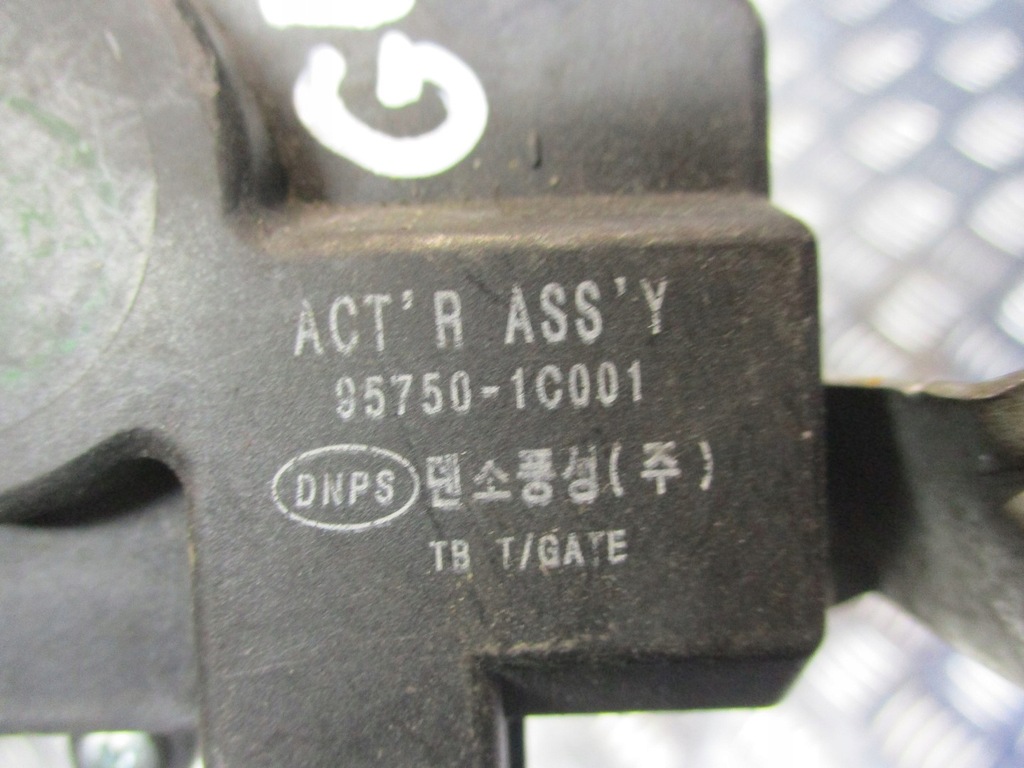 G
ACT'R ASS'Y
95750-1C001
DNPS 덴소풍성(주)
TB T/GATE